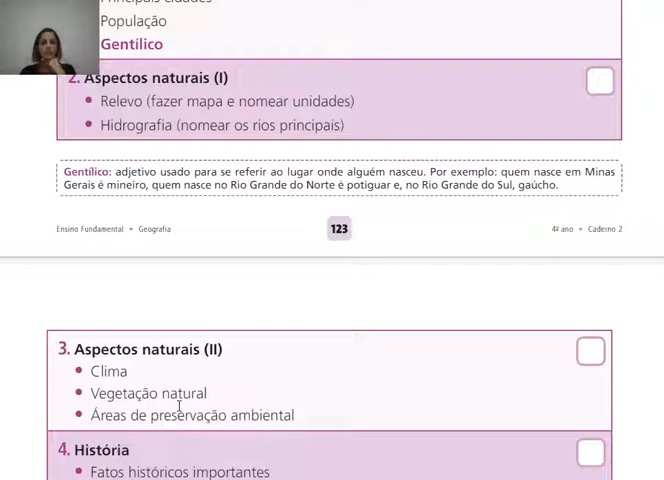 Principais cidades
População
Gentílico
2. Aspectos naturais (I)
• Relevo (fazer mapa e nomear unidades)
• Hidrografia (nomear os rios principais)
Gentílico: adjetivo usado para se referir ao lugar onde alguém nasceu. Por exemplo: quem nasce em Minas
Gerais é mineiro, quem nasce no Rio Grande do Norte é potiguar e, no Rio Grande do Sul, gaúcho.
Ensino Fundamental • Geografia
123
4º ano • Caderno 2
3. Aspectos naturais (II)
• Clima
• Vegetação natural
• Áreas de preservação ambiental
4. História
• Fatos históricos importantes